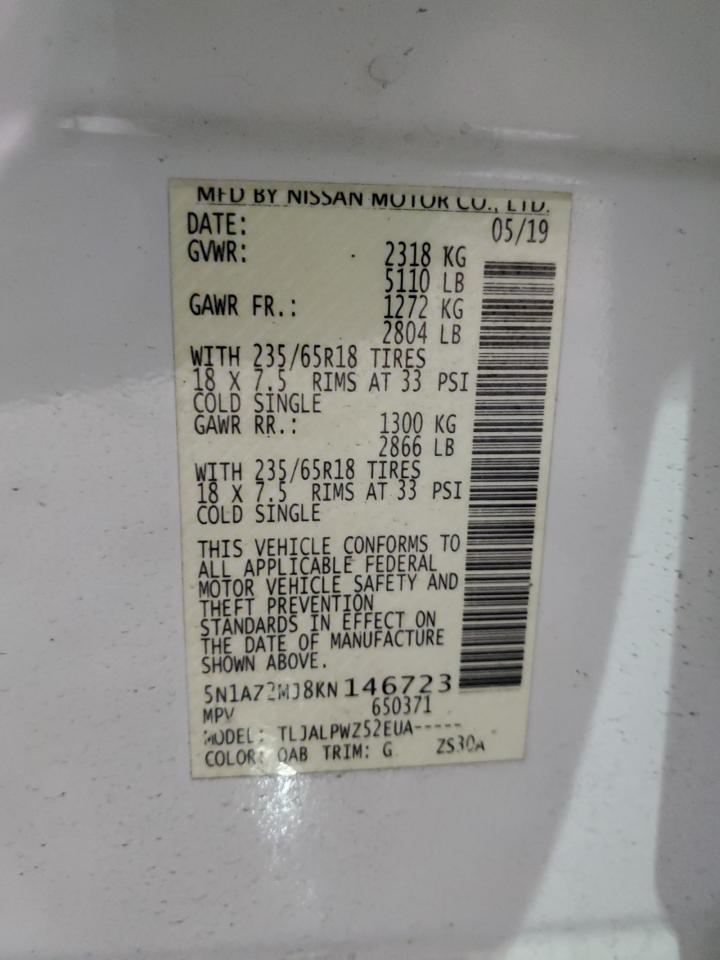 MFD BY NISSAN MOTOR CO., LTD.
DATE: 05/19
GVWR: 2318 KG
5110 LB
GAWR FR.: 1272 KG
2804 LB
WITH 235/65R18 TIRES
18 X 7.5 RIMS AT 33 PSI
COLD SINGLE
GAWR RR.: 1300 KG
2866 LB
WITH 235/65R18 TIRES
18 X 7.5 RIMS AT 33 PSI
COLD SINGLE
THIS VEHICLE CONFORMS TO
ALL APPLICABLE FEDERAL
MOTOR VEHICLE SAFETY AND
THEFT PREVENTION
STANDARDS IN EFFECT ON
THE DATE OF MANUFACTURE
SHOWN ABOVE.
5N1AZ2MJ8KN146723
MPV 650371
MODEL: TLJALPWZ52EUA-----
COLOR: QAB TRIM: G ZS30A